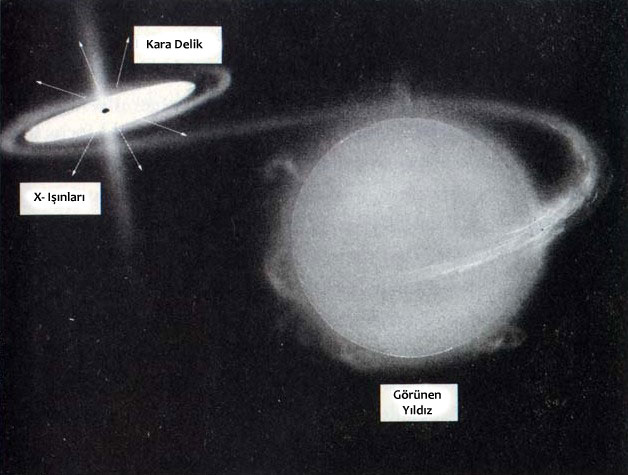 Kara Delik
X- Işınları
Görünen
Yıldız